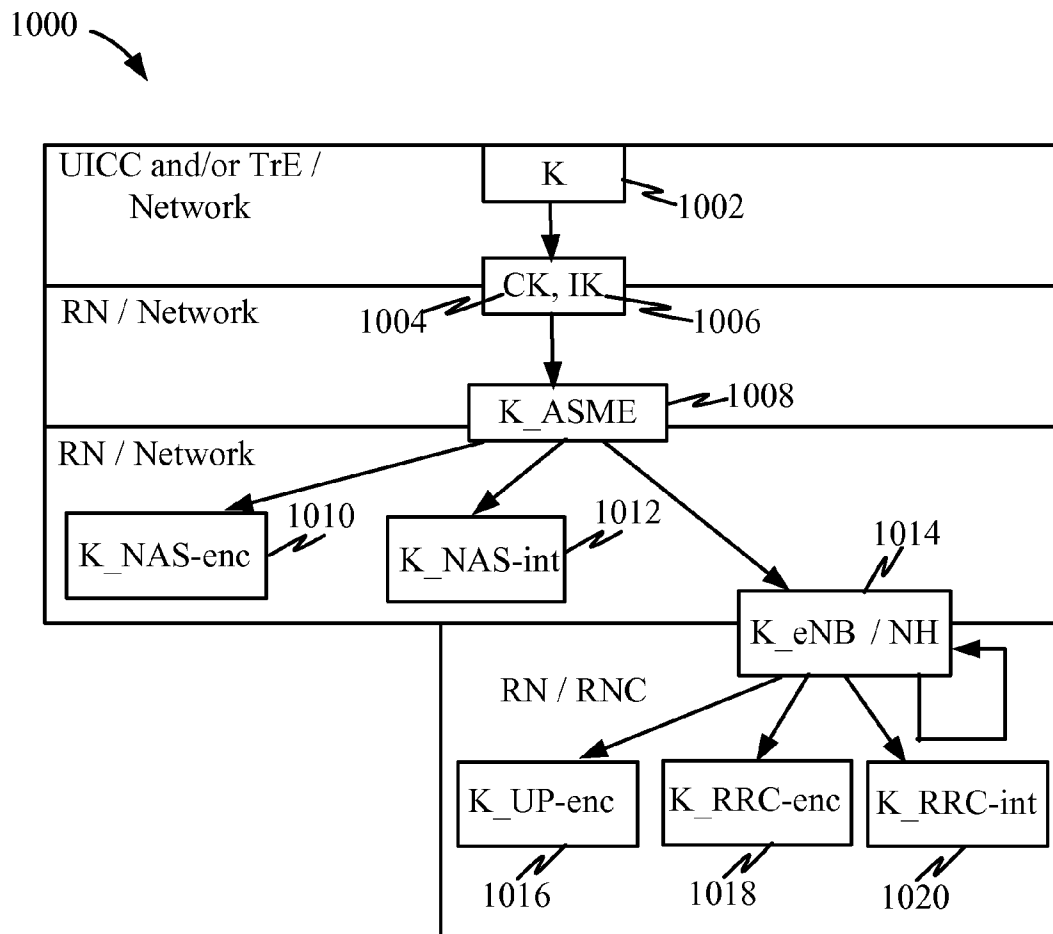 1000
UICC and/or TrE /
Network
K
1002
CK, IK
1004
1006
RN / Network
K_ASME
1008
RN / Network
K_NAS-enc
1010
K_NAS-int
1012
1014
K_eNB / NH
RN / RNC
K_UP-enc
K_RRC-enc
K_RRC-int
1016
1018
1020